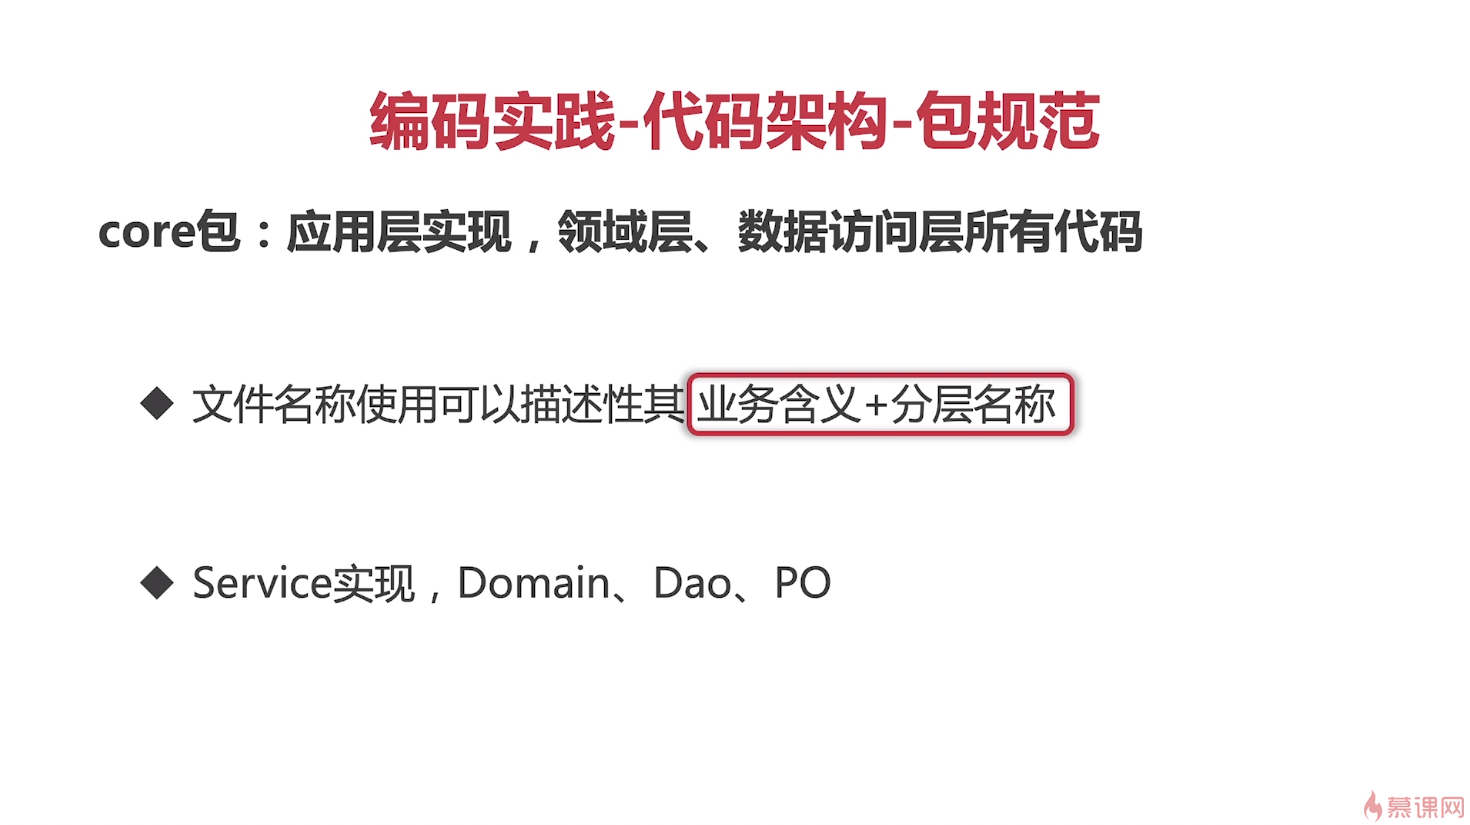 编码实践-代码架构-包规范
core包：应用层实现，领域层、数据访问层所有代码
◆ 文件名称使用可以描述性其业务含义+分层名称
◆ Service实现，Domain、Dao、PO
慕课网